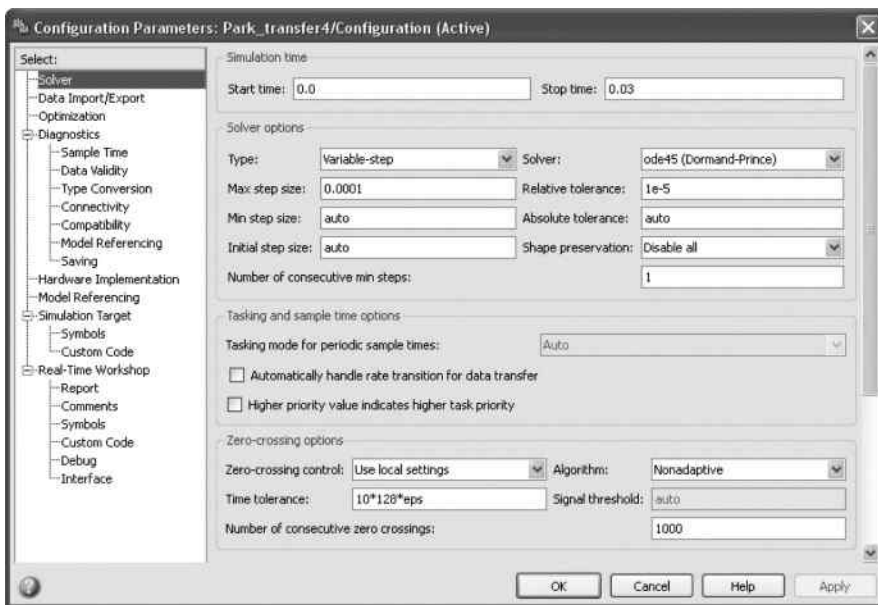 Configuration Parameters: Park_transfer4/Configuration (Active)
Select:
Solver
Data Import/Export
Optimization
Diagnostics
Sample Time
Data Validity
Type Conversion
Connectivity
Compatibility
Model Referencing
Saving
Hardware Implementation
Model Referencing
Simulation Target
Symbols
Custom Code
Real-Time Workshop
Report
Comments
Symbols
Custom Code
Debug
Interface
Simulation time
Start time: 0.0 Stop time: 0.03
Solver options
Type: Variable-step Solver: ode45 (Dormand-Prince)
Max step size: 0.0001 Relative tolerance: 1e-5
Min step size: auto Absolute tolerance: auto
Initial step size: auto Shape preservation: Disable all
Number of consecutive min steps: 1
Tasking and sample time options
Tasking mode for periodic sample times: Auto
Automatically handle rate transition for data transfer
Higher priority value indicates higher task priority
Zero-crossing options
Zero-crossing control: Use local settings Algorithm: Nonadaptive
Time tolerance: 10*128*eps Signal threshold: auto
Number of consecutive zero crossings: 1000
OK Cancel Help Apply